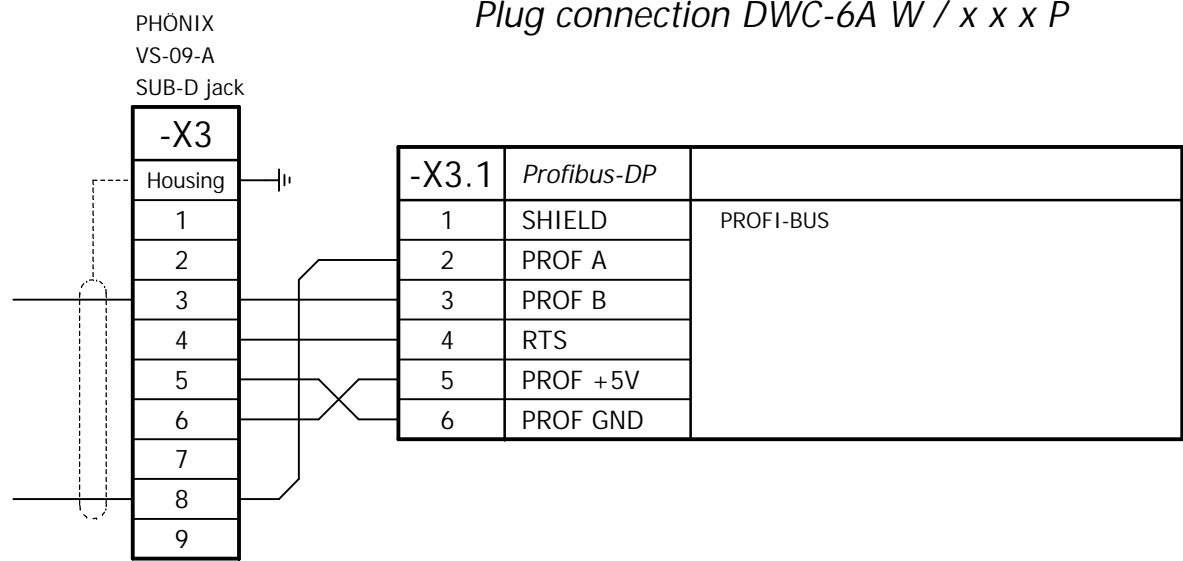 Plug connection DWC-6A W / x x x P
PHÖNIX
VS-09-A
SUB-D jack
-X3
Housing
1
2
3
4
5
6
7
8
9
-X3.1 Profibus-DP
1 SHIELD PROFI-BUS
2 PROF A
3 PROF B
4 RTS
5 PROF +5V
6 PROF GND